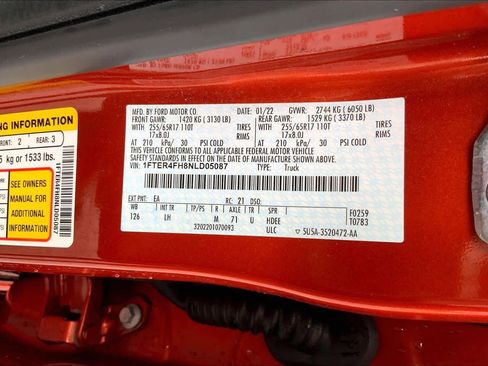 ING INFORMATION
FRONT: 2 REAR: 3
kg or 1533 lbs.
SEE OWNERS
MANUAL FOR
ADDITIONAL
INFORMATION
1FTER4FH8NLD05087
MFD. BY FORD MOTOR CO.
01/22 GVWR: 2744 KG ( 6050 LB)
FRONT GAWR: 1420 KG ( 3130 LB)
REAR GAWR: 1529 KG ( 3370 LB)
WITH
255/65R17 110T TIRES
17x8.0J RIMS
AT 210 kPa/ 30 PSI COLD
WITH
255/65R17 110T TIRES
17x8.0J RIMS
AT 210 kPa/ 30 PSI COLD
THIS VEHICLE CONFORMS TO ALL APPLICABLE FEDERAL MOTOR VEHICLE
SAFETY STANDARDS IN EFFECT ON THE DATE OF MANUFACTURE SHOWN ABOVE.
VIN: 1FTER4FH8NLD05087
TYPE: Truck
EXT PNT: EA RC: 21 DSO:
WB INT TR TP/PS R AXLE TR SPR
126 LH M 71 U HDEE
F0259
T0783
3202201070093 ULC
5U5A-3520472-AA